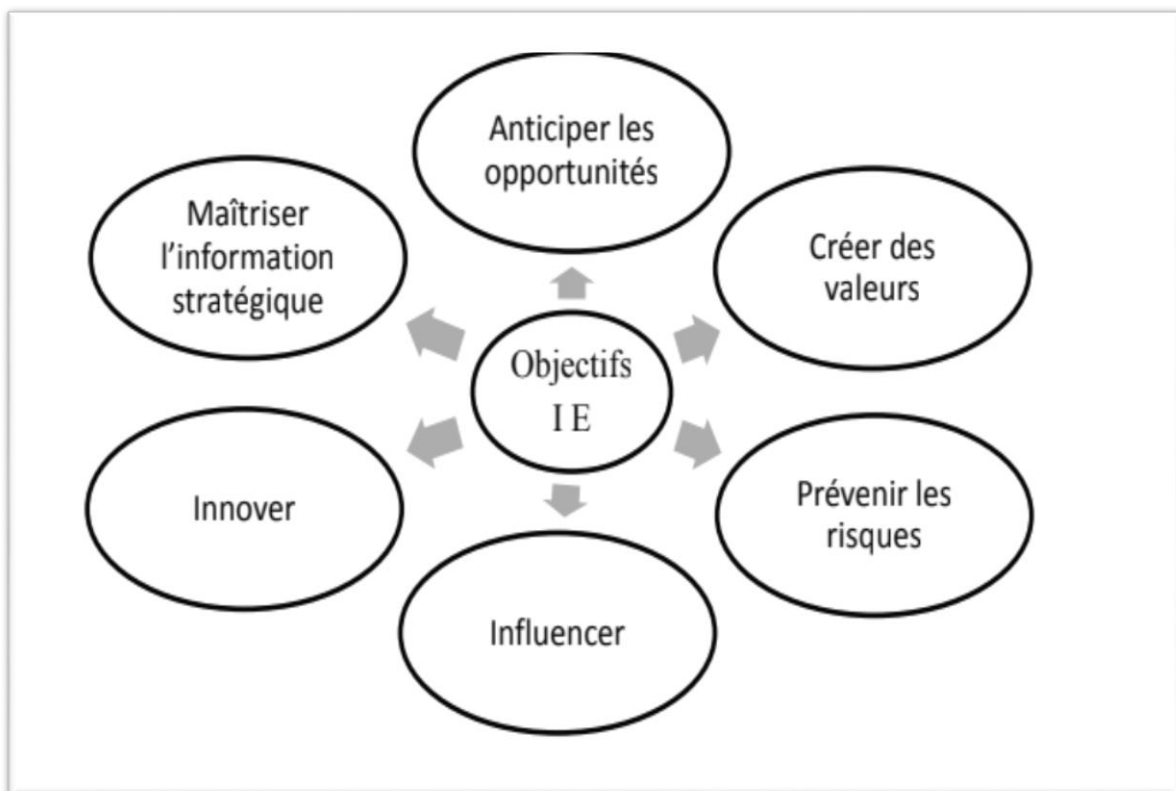 Anticiper les
opportunités
Maîtriser
l’information
stratégique
Créer des
valeurs
Objectifs
I E
Innover
Prévenir les
risques
Influencer